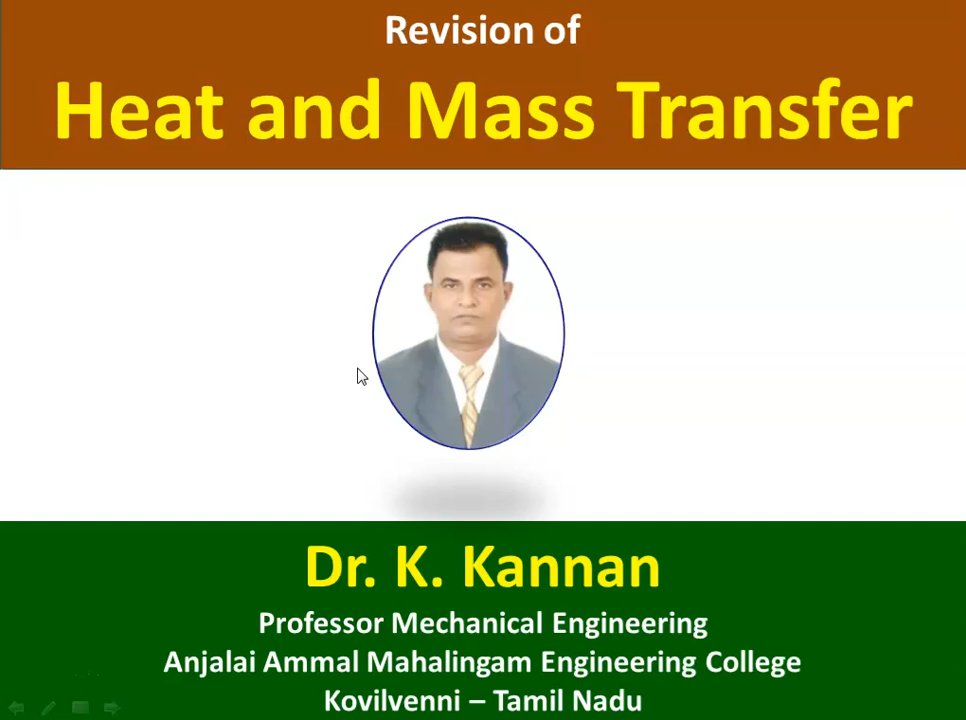 Revision of
Heat and Mass Transfer
Dr. K. Kannan
Professor Mechanical Engineering
Anjalai Ammal Mahalingam Engineering College
Kovilvenni – Tamil Nadu